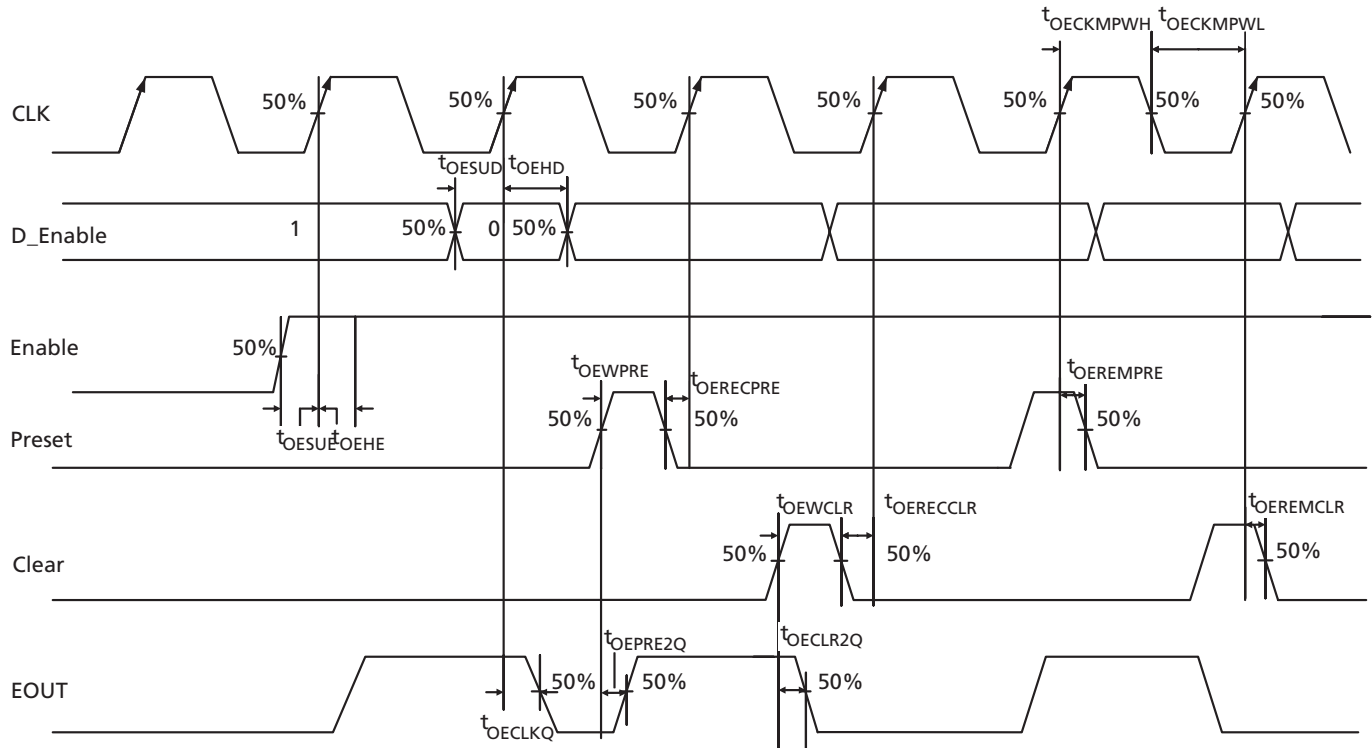 tOECKMPWH tOECKMPWL
CLK 50% 50% 50% 50% 50% 50% 50%
tOESUD tOEHD
D_Enable 1 50% 0 50%
Enable 50%
tOEWPRE tOERECPRE tOEREMPRE
Preset tOESUE tOEHE 50% 50% 50%
tOEWCLR tOERECCLR tOEREMCLR
Clear 50% 50% 50%
tOEPRE2Q tOECLR2Q
EOUT 50% 50% 50%
tOECLKQ